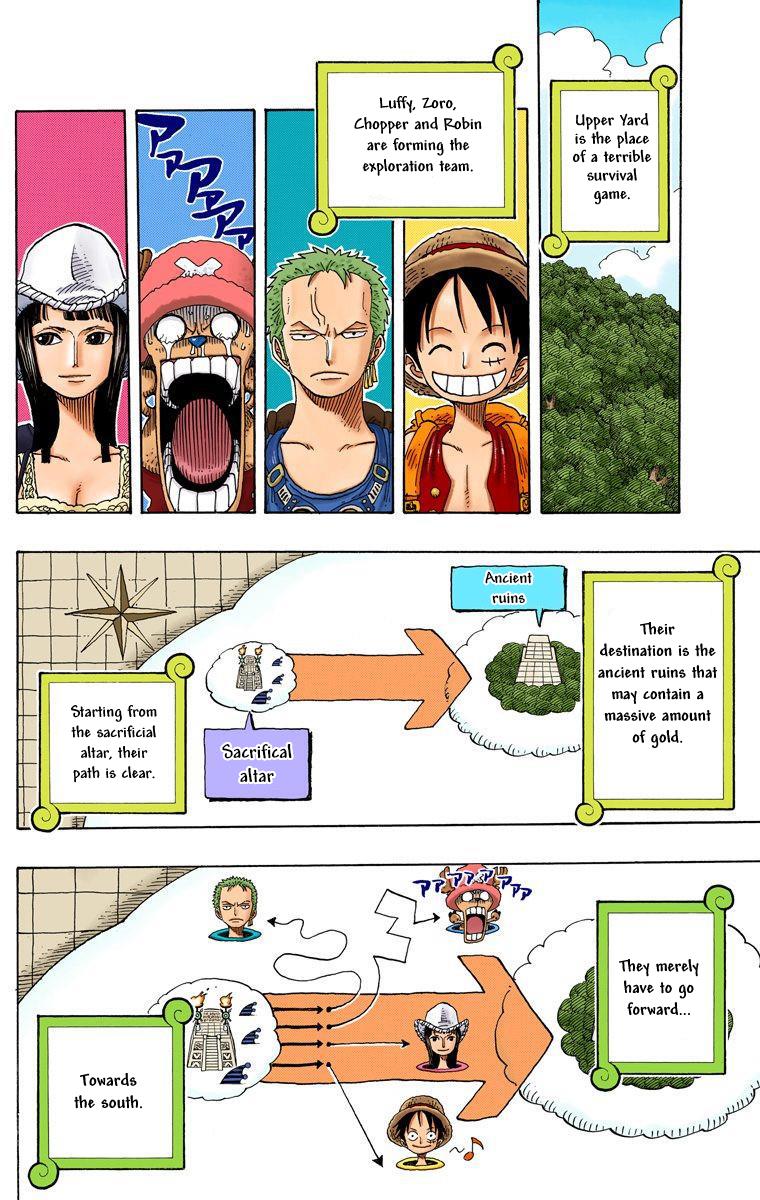 Luffy, Zoro,
Chopper and Robin
are forming the
exploration team.
Upper Yard
is the place
of a terrible
survival
game.
アアアアアア
Ancient
ruins
Their
destination is the
ancient ruins that
may contain a
massive amount
of gold.
Starting from
the sacrificial
altar, their
path is clear.
Sacrifical
altar
アアアアアアア
They merely
have to go
forward...
Towards
the south.